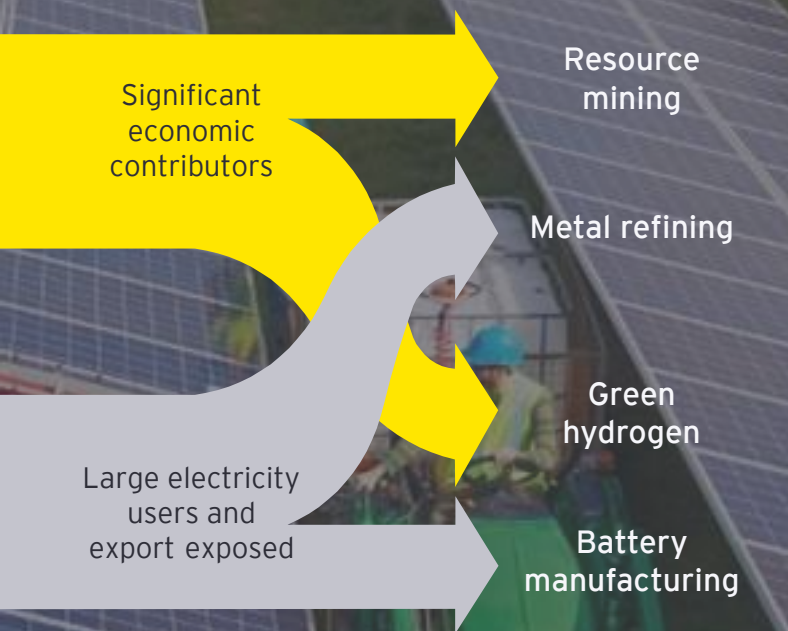 Significant
economic
contributors
Large electricity
users and
export exposed
Resource
mining
Metal refining
Green
hydrogen
Battery
manufacturing